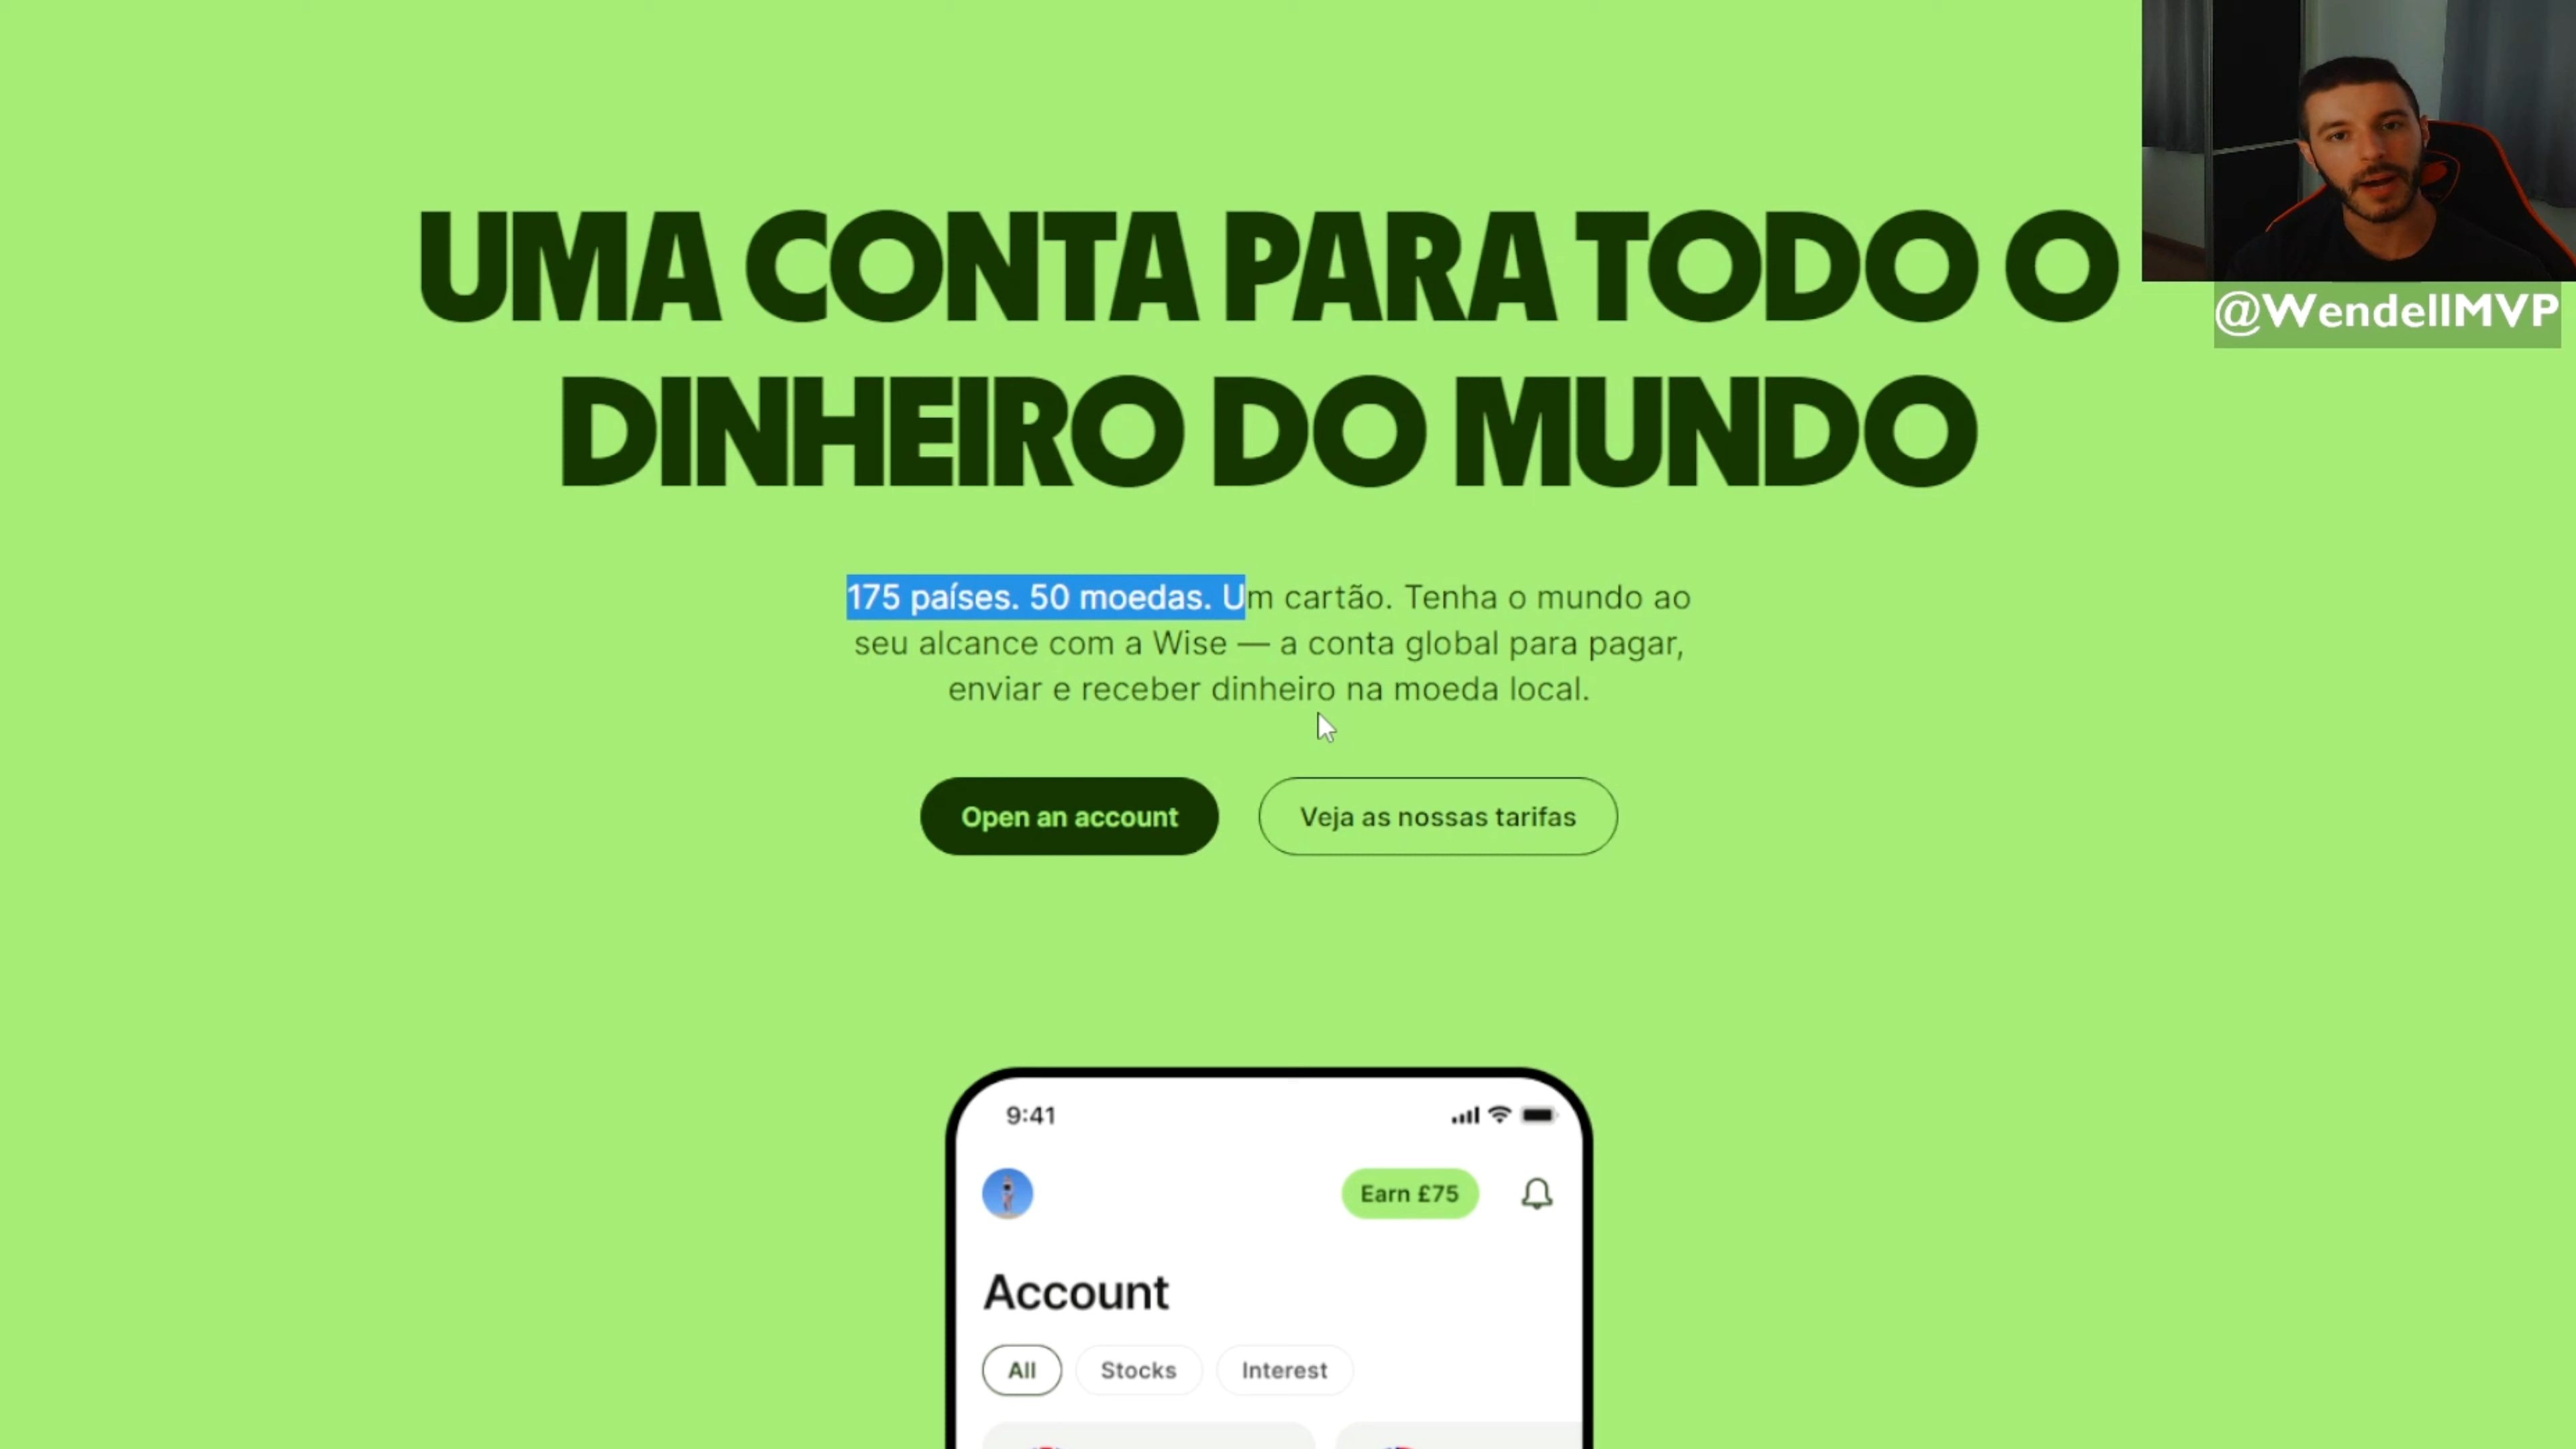 UMA CONTA PARA TODO O
DINHEIRO DO MUNDO
@WendellMVP
175 países. 50 moedas. Um cartão. Tenha o mundo ao
seu alcance com a Wise — a conta global para pagar,
enviar e receber dinheiro na moeda local.
Open an account
Veja as nossas tarifas
9:41
Earn £75
Account
All
Stocks
Interest